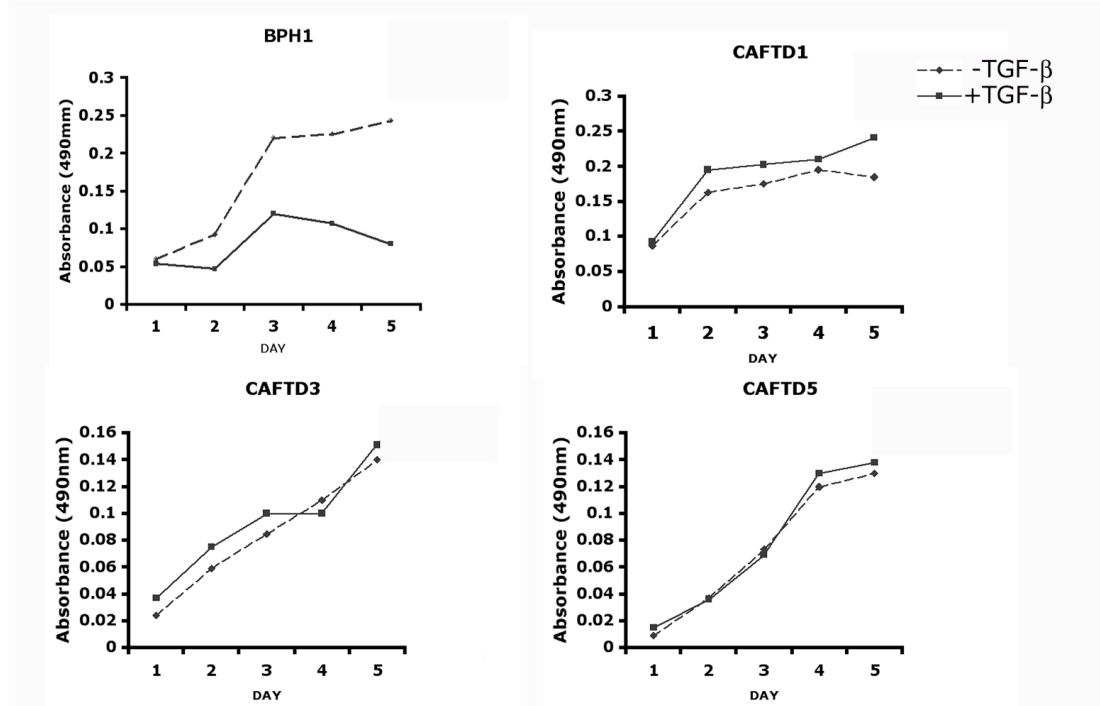 BPH1
0.3
0.25
0.2
0.15
0.1
0.05
0
Absorbance (490mm)
1 2 3 4 5
DAY
CAFTD1
-TGF-β
+TGF-β
0.3
0.25
0.2
0.15
0.1
0.05
0
Absorbance (490nm)
1 2 3 4 5
DAY
CAFTD3
0.16
0.14
0.12
0.1
0.08
0.06
0.04
0.02
0
Absorbance (490nm)
1 2 3 4 5
DAY
CAFTD5
0.16
0.14
0.12
0.1
0.08
0.06
0.04
0.02
0
Absorbance (490nm)
1 2 3 4 5
DAY